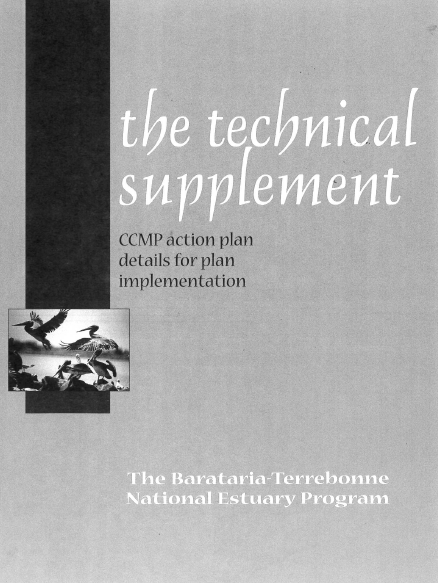 the technical
supplement
CCMP action plan
details for plan
implementation
The Barataria-Terrebonne
National Estuary Program